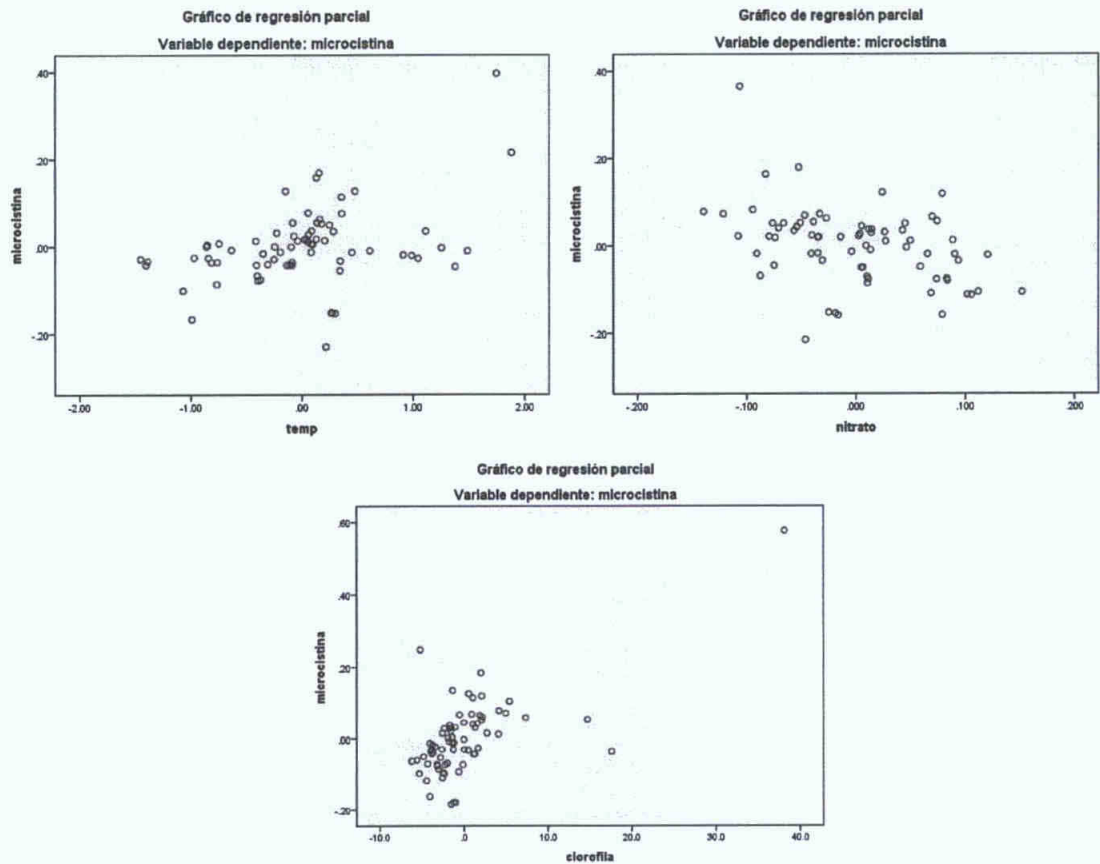 Gráfico de regresión parcial
Variable dependiente: microcistina
.40
.20
.00
-.20
microcistina
-2.00 -1.00 .00 1.00 2.00
temp
Gráfico de regresión parcial
Variable dependiente: microcistina
.40
.20
.00
-.20
microcistina
-.200 -.100 .000 .100 .200
nitrato
Gráfico de regresión parcial
Variable dependiente: microcistina
.60
.40
.20
.00
-.20
microcistina
-10.0 .0 10.0 20.0 30.0 40.0
clorofila